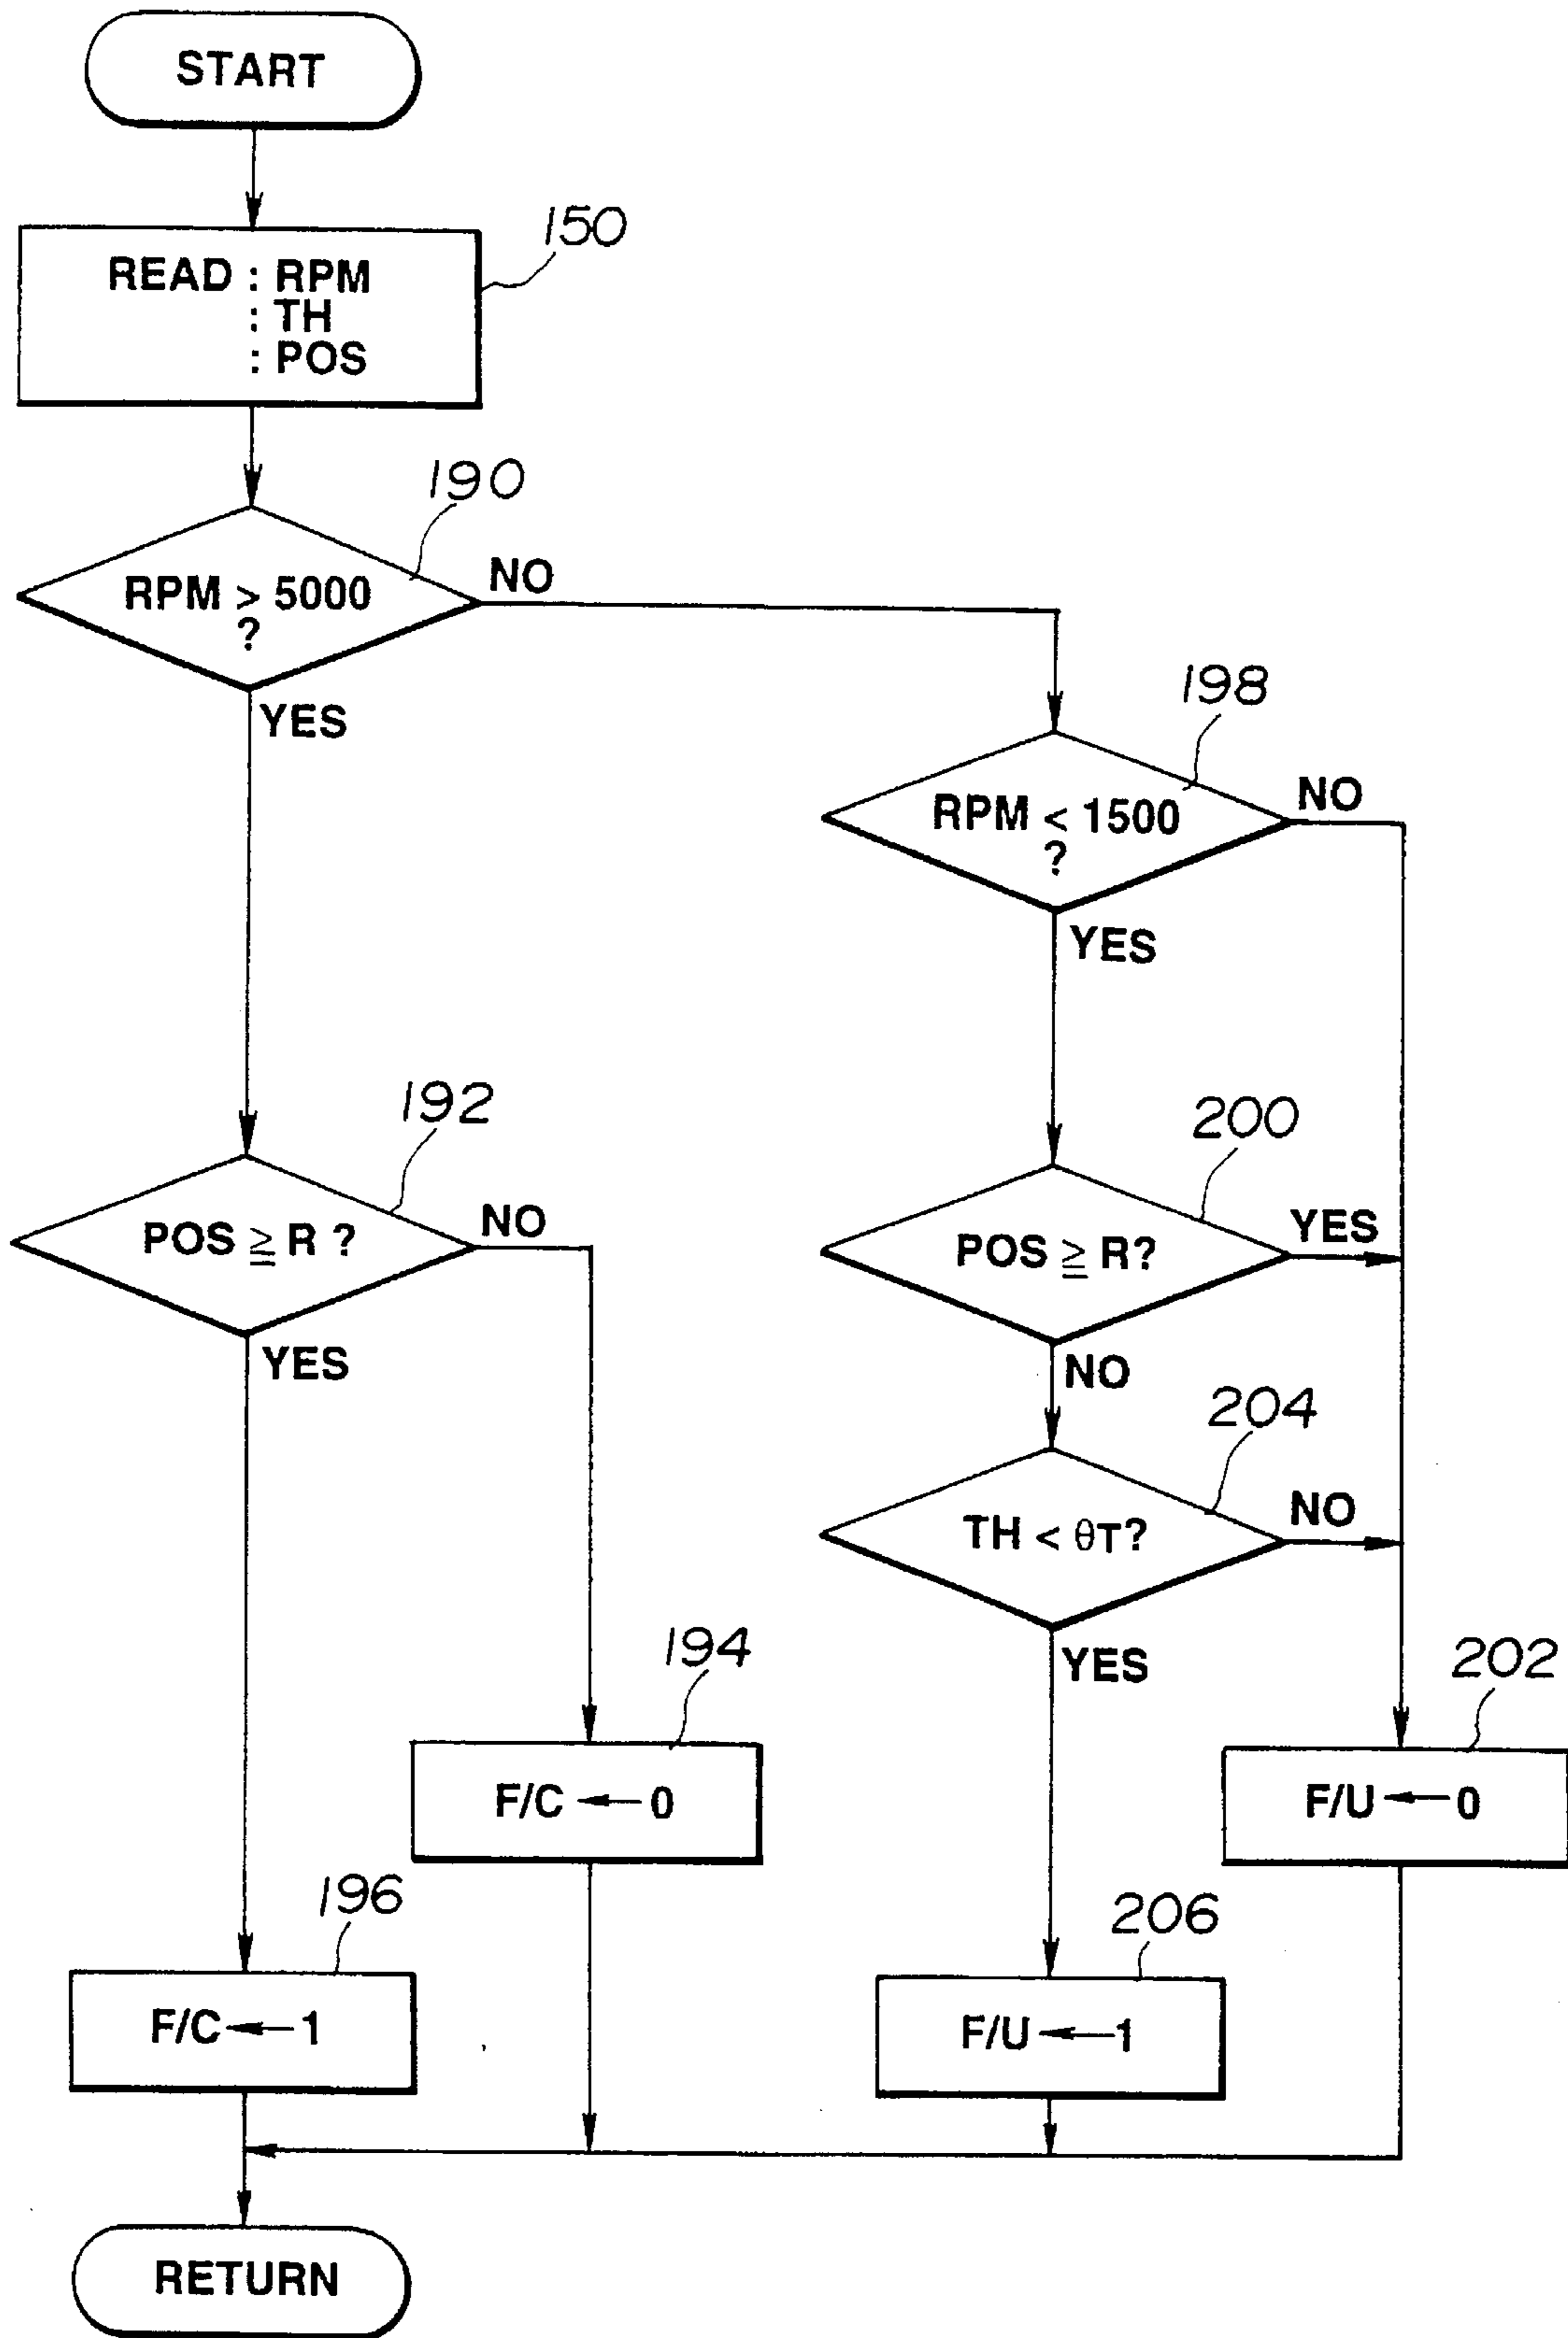 START
150
READ : RPM
: TH
: POS
190
RPM > 5000
?
NO
YES
198
RPM < 1500
?
NO
YES
192
POS ≧ R ?
NO
YES
200
POS ≧ R?
YES
NO
204
TH < θT?
NO
YES
194
F/C ← 0
202
F/U ← 0
196
F/C ← 1
206
F/U ← 1
RETURN